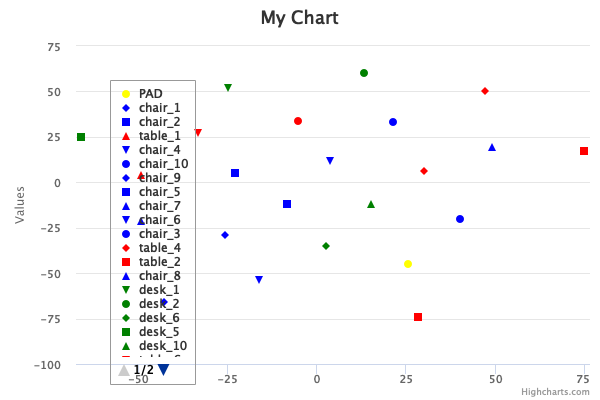 My Chart
Values
75
50
25
0
-25
-50
-75
-100
PAD
chair_1
chair_2
table_1
chair_4
chair_10
chair_9
chair_5
chair_7
chair_6
chair_3
table_4
table_2
chair_8
desk_1
desk_2
desk_6
desk_5
desk_10
1/2
-50
-25
0
25
50
75
Highcharts.com